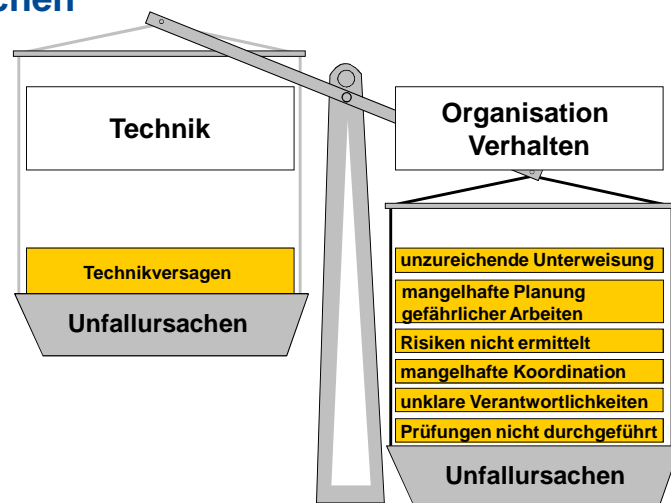 chen
Technik
Technikversagen
Unfallursachen
Organisation
Verhalten
unzureichende Unterweisung
mangelhafte Planung
gefährlicher Arbeiten
Risiken nicht ermittelt
mangelhafte Koordination
unklare Verantwortlichkeiten
Prüfungen nicht durchgeführt
Unfallursachen